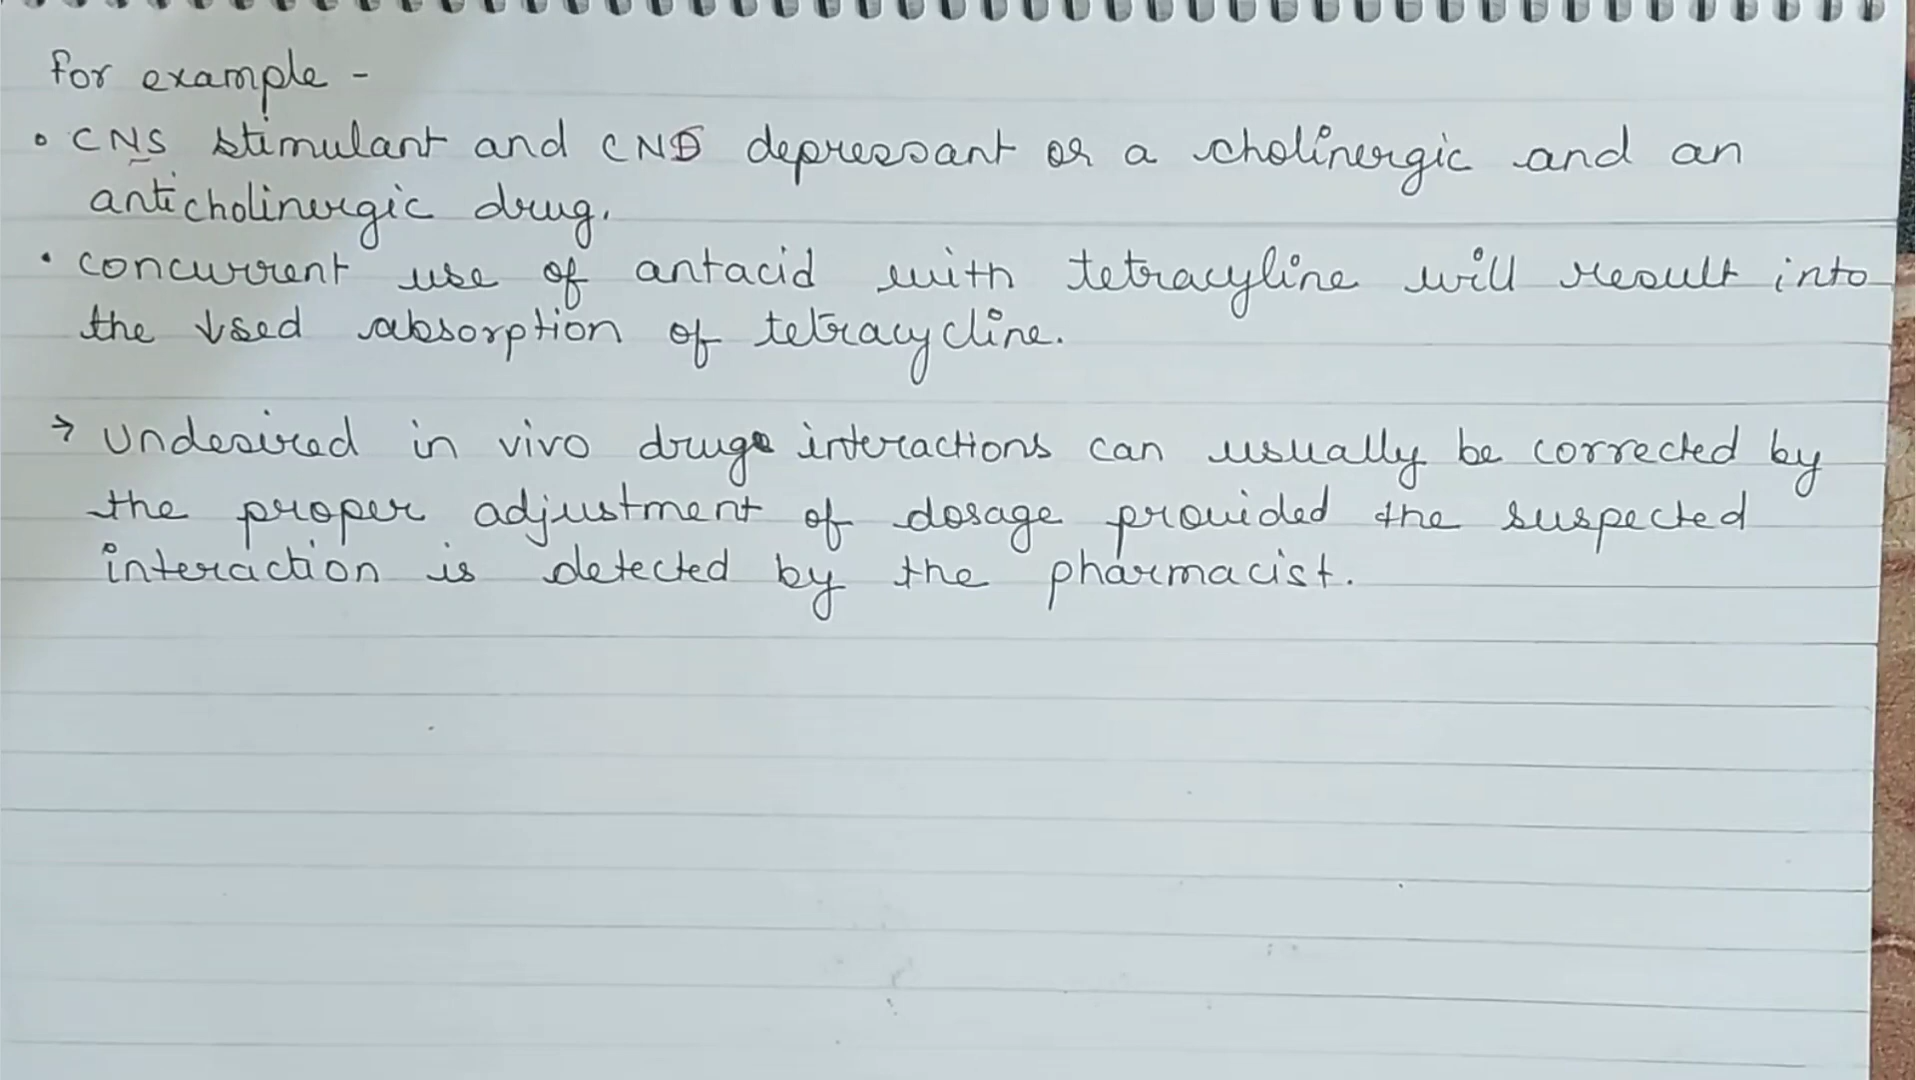 for example -
• CNS stimulant and CNS depressant or a cholinergic and an
anticholinergic drug.
• concurrent use of antacid with tetracyline will result into
the ↓sed absorption of tetracycline.
→ Undesired in vivo drug interactions can usually be corrected by
the proper adjustment of dosage provided the suspected
interaction is detected by the pharmacist.